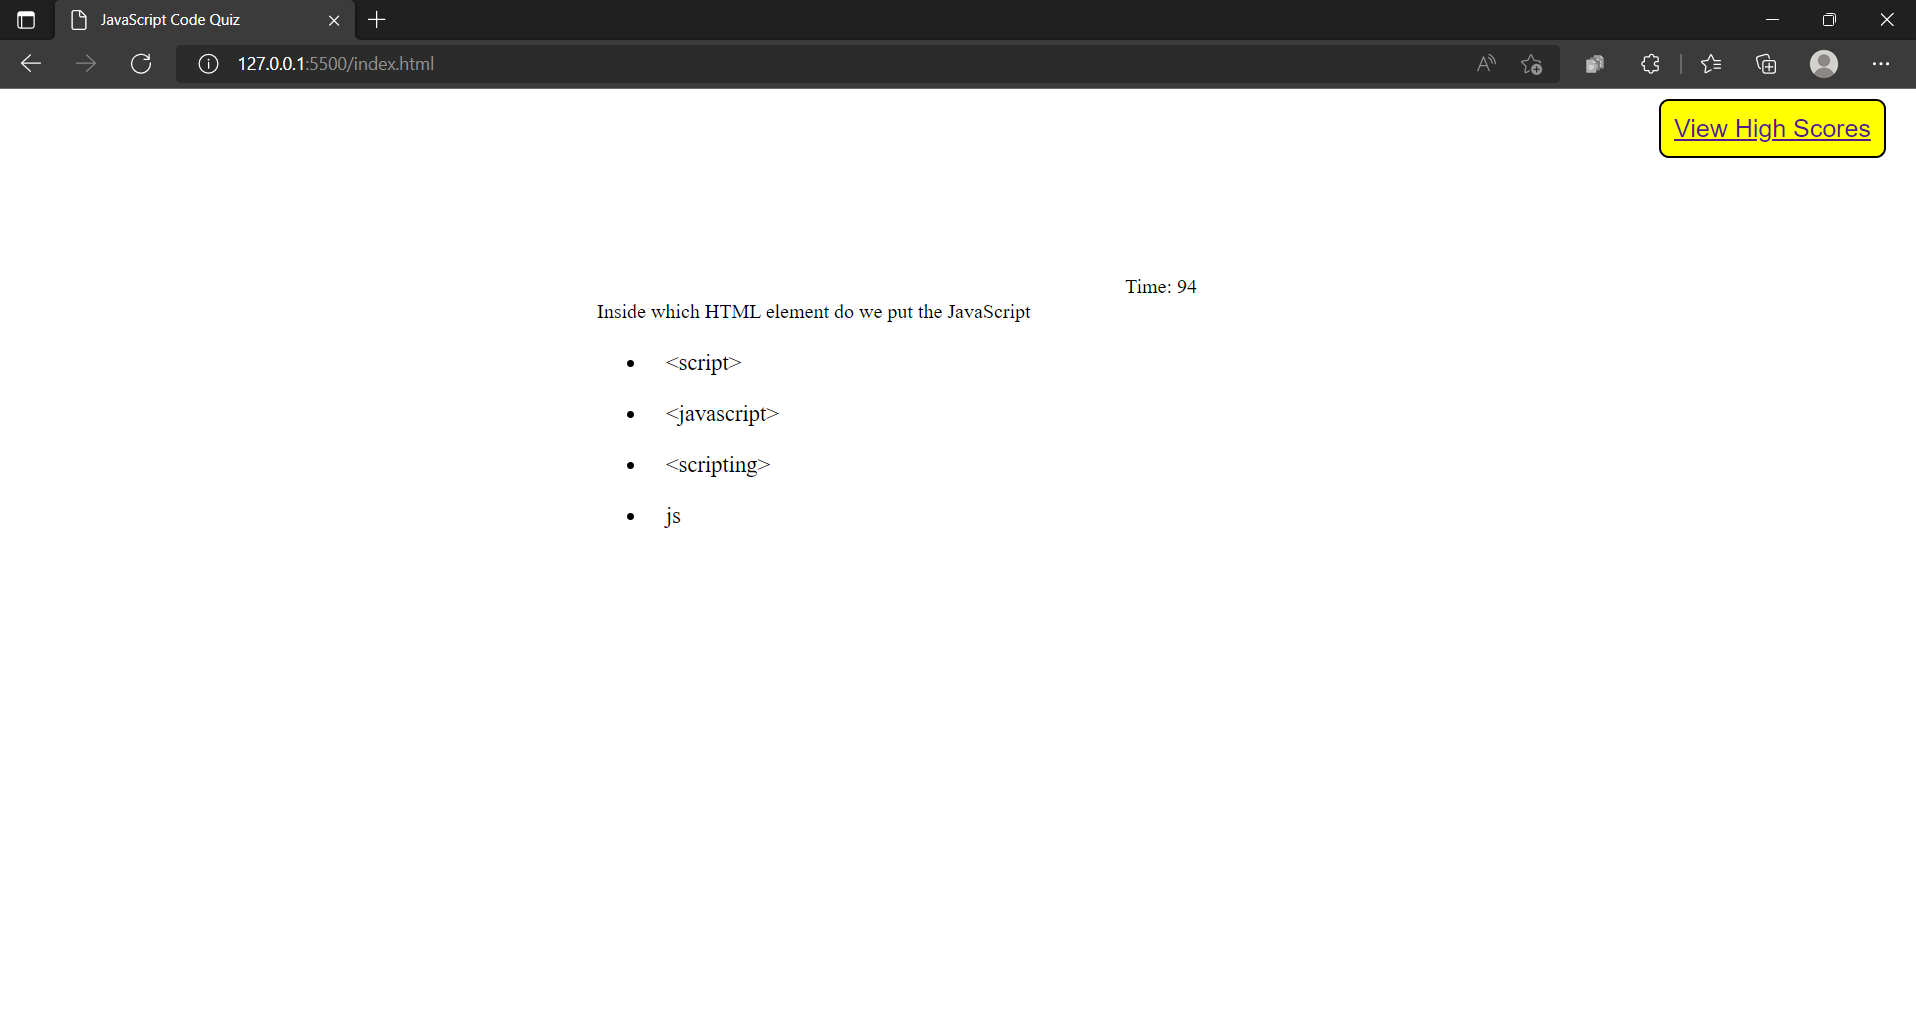 JavaScript Code Quiz
127.0.0.1:5500/index.html
View High Scores
Time: 94
Inside which HTML element do we put the JavaScript
<script>
<javascript>
<scripting>
js